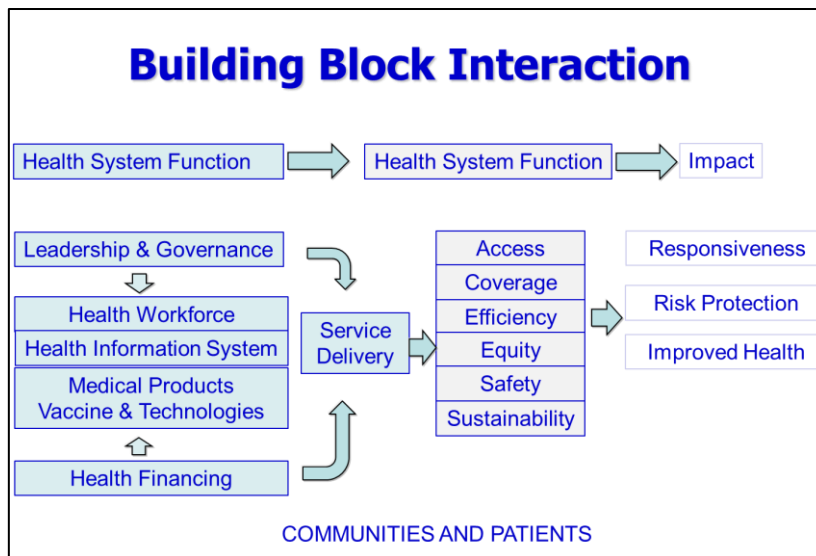 Building Block Interaction
Health System Function
Health System Function
Impact
Leadership & Governance
Health Workforce
Health Information System
Medical Products
Vaccine & Technologies
Health Financing
Service
Delivery
Access
Coverage
Efficiency
Equity
Safety
Sustainability
Responsiveness
Risk Protection
Improved Health
COMMUNITIES AND PATIENTS